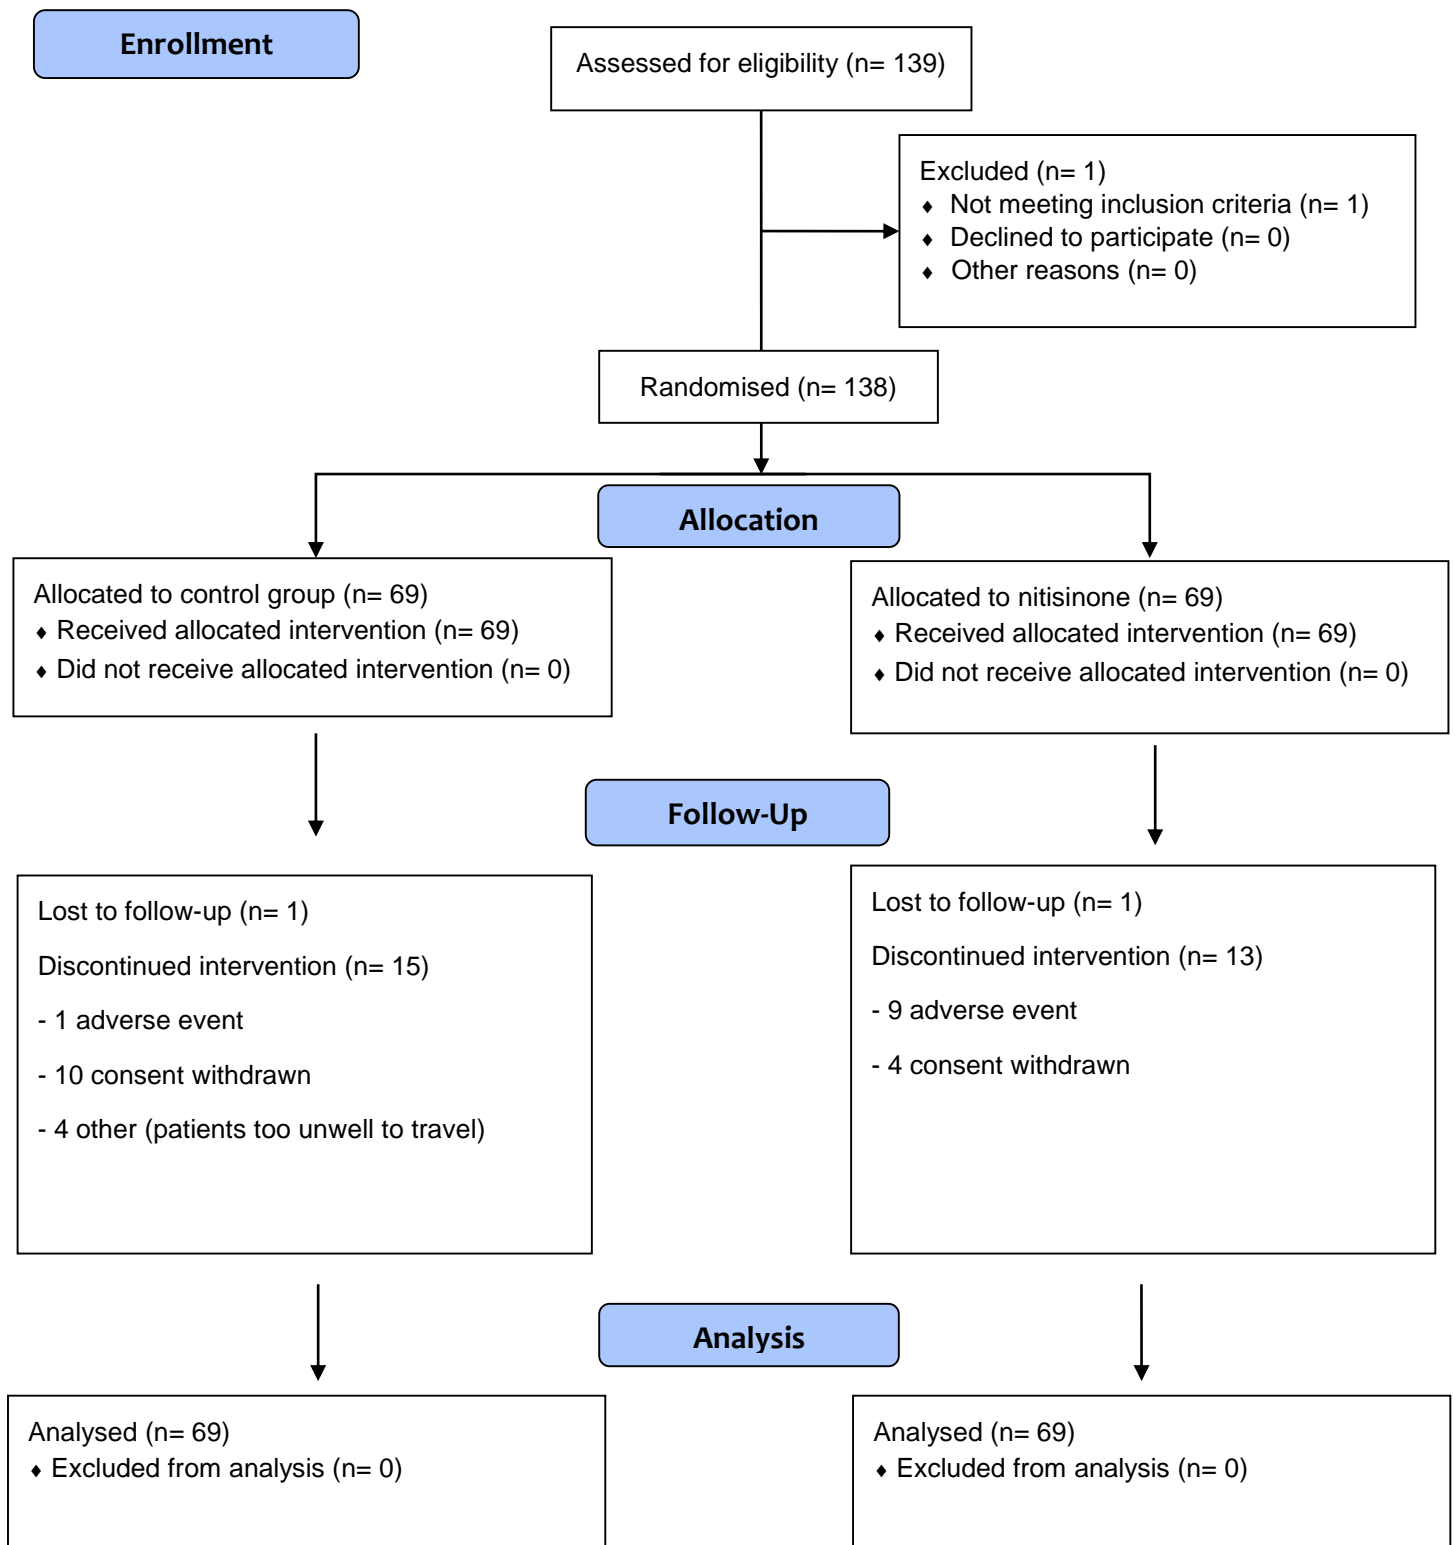 Enrollment
Assessed for eligibility (n= 139)
Excluded (n= 1)
♦ Not meeting inclusion criteria (n= 1)
♦ Declined to participate (n= 0)
♦ Other reasons (n= 0)
Randomised (n= 138)
Allocation
Allocated to control group (n= 69)
♦ Received allocated intervention (n= 69)
♦ Did not receive allocated intervention (n= 0)
Allocated to nitisinone (n= 69)
♦ Received allocated intervention (n= 69)
♦ Did not receive allocated intervention (n= 0)
Follow-Up
Lost to follow-up (n= 1)
Discontinued intervention (n= 15)
- 1 adverse event
- 10 consent withdrawn
- 4 other (patients too unwell to travel)
Lost to follow-up (n= 1)
Discontinued intervention (n= 13)
- 9 adverse event
- 4 consent withdrawn
Analysis
Analysed (n= 69)
♦ Excluded from analysis (n= 0)
Analysed (n= 69)
♦ Excluded from analysis (n= 0)